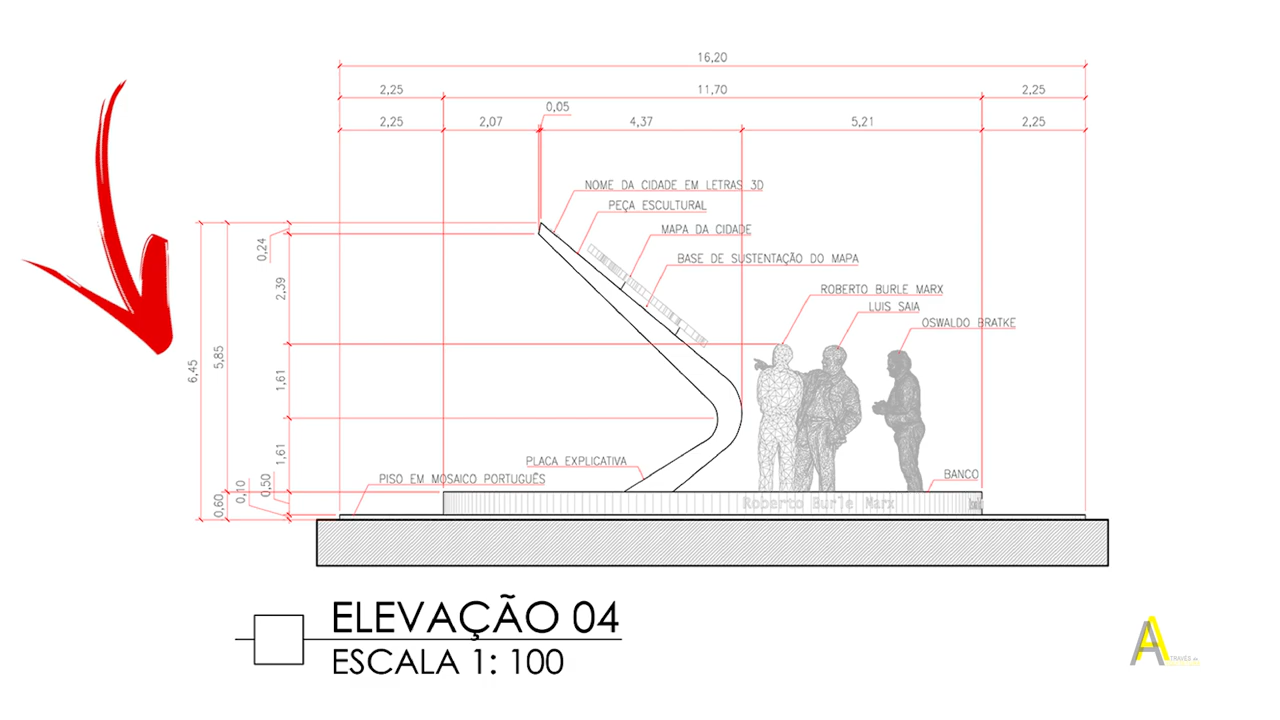 16,20
2,25 11,70 2,25
0,05
2,25 2,07 4,37 5,21 2,25
NOME DA CIDADE EM LETRAS 3D
PEÇA ESCULTURAL
MAPA DA CIDADE
BASE DE SUSTENTAÇÃO DO MAPA
ROBERTO BURLE MARX
LUIS SAIA
OSWALDO BRATKE
0,24
2,39
6,45
5,85
1,61
1,61
PLACA EXPLICATIVA
BANCO
PISO EM MOSAICO PORTUGUÊS
0,50
0,10
0,60
Roberto Burle Marx
ELEVAÇÃO 04
ESCALA 1: 100
A